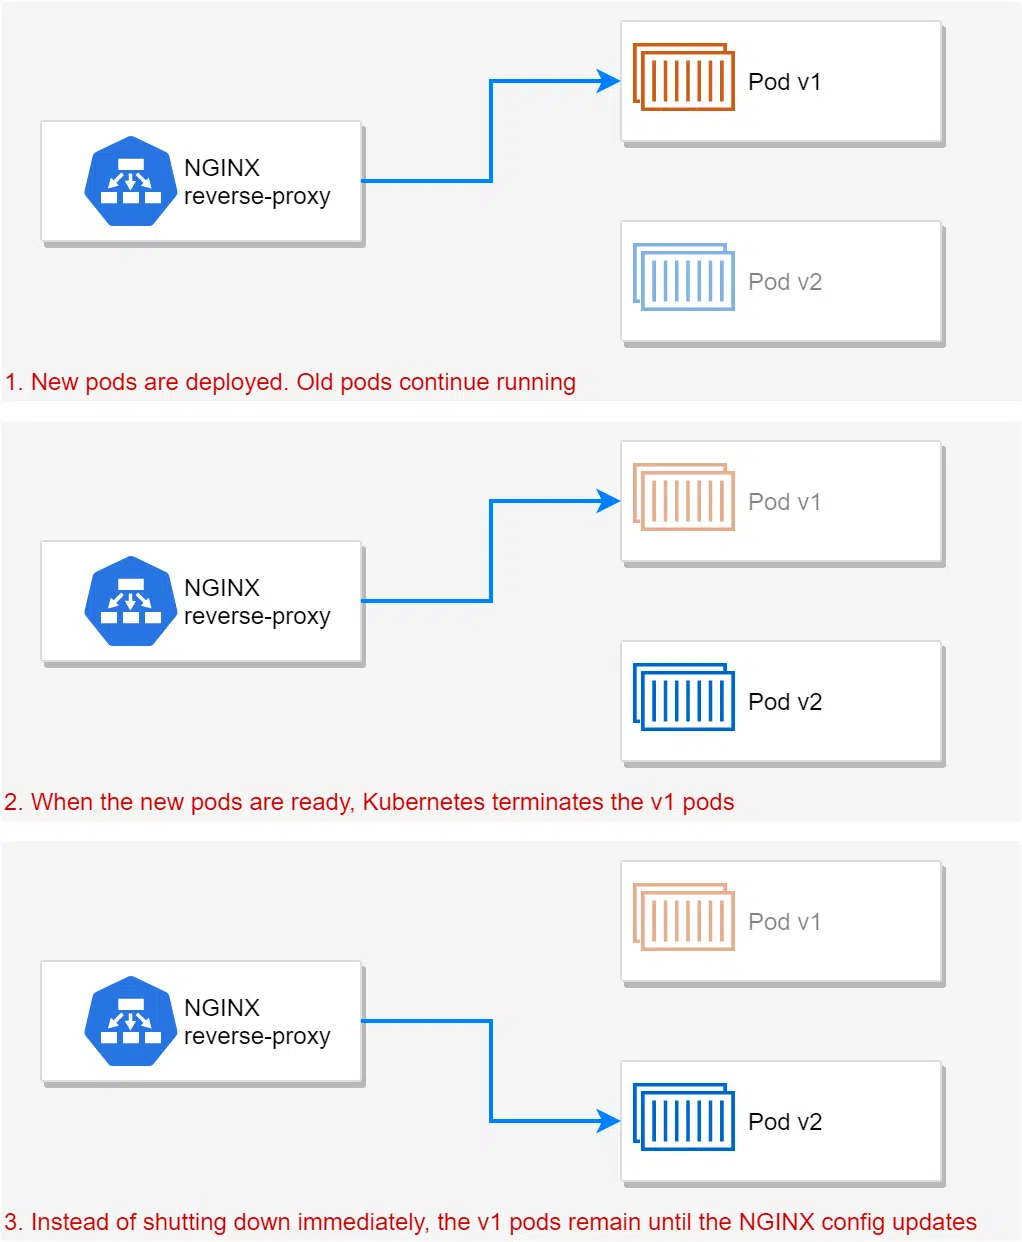 Pod v1
NGINX
reverse-proxy
Pod v2
1. New pods are deployed. Old pods continue running
Pod v1
NGINX
reverse-proxy
Pod v2
2. When the new pods are ready, Kubernetes terminates the v1 pods
Pod v1
NGINX
reverse-proxy
Pod v2
3. Instead of shutting down immediately, the v1 pods remain until the NGINX config updates